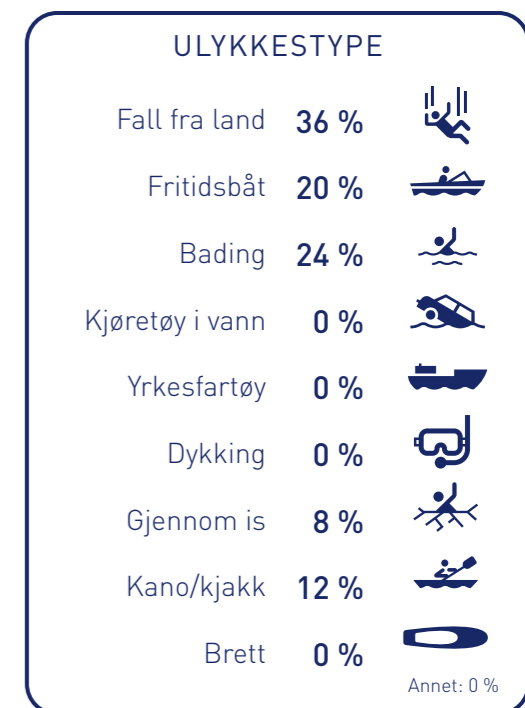 ULYKKESTYPE
Fall fra land 36 %
Fritidsbåt 20 %
Bading 24 %
Kjøretøy i vann 0 %
Yrkesfartøy 0 %
Dykking 0 %
Gjennom is 8 %
Kano/kjakk 12 %
Brett 0 %
Annet: 0 %